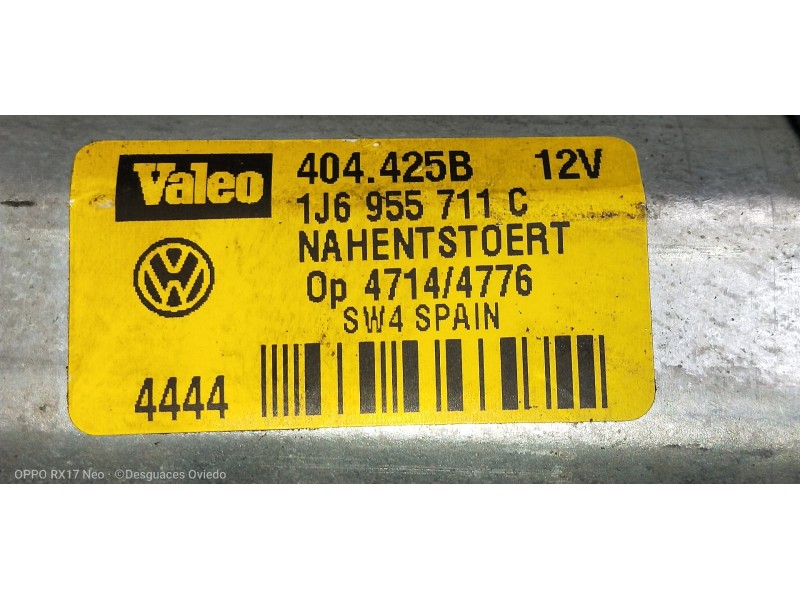 Valeo 404.425B 12V
1J6 955 711 C
NAHENTSTOERT
Op 4714/4776
SW4 SPAIN
4444
OPPO RX17 Neo · ©Desguaces Oviedo